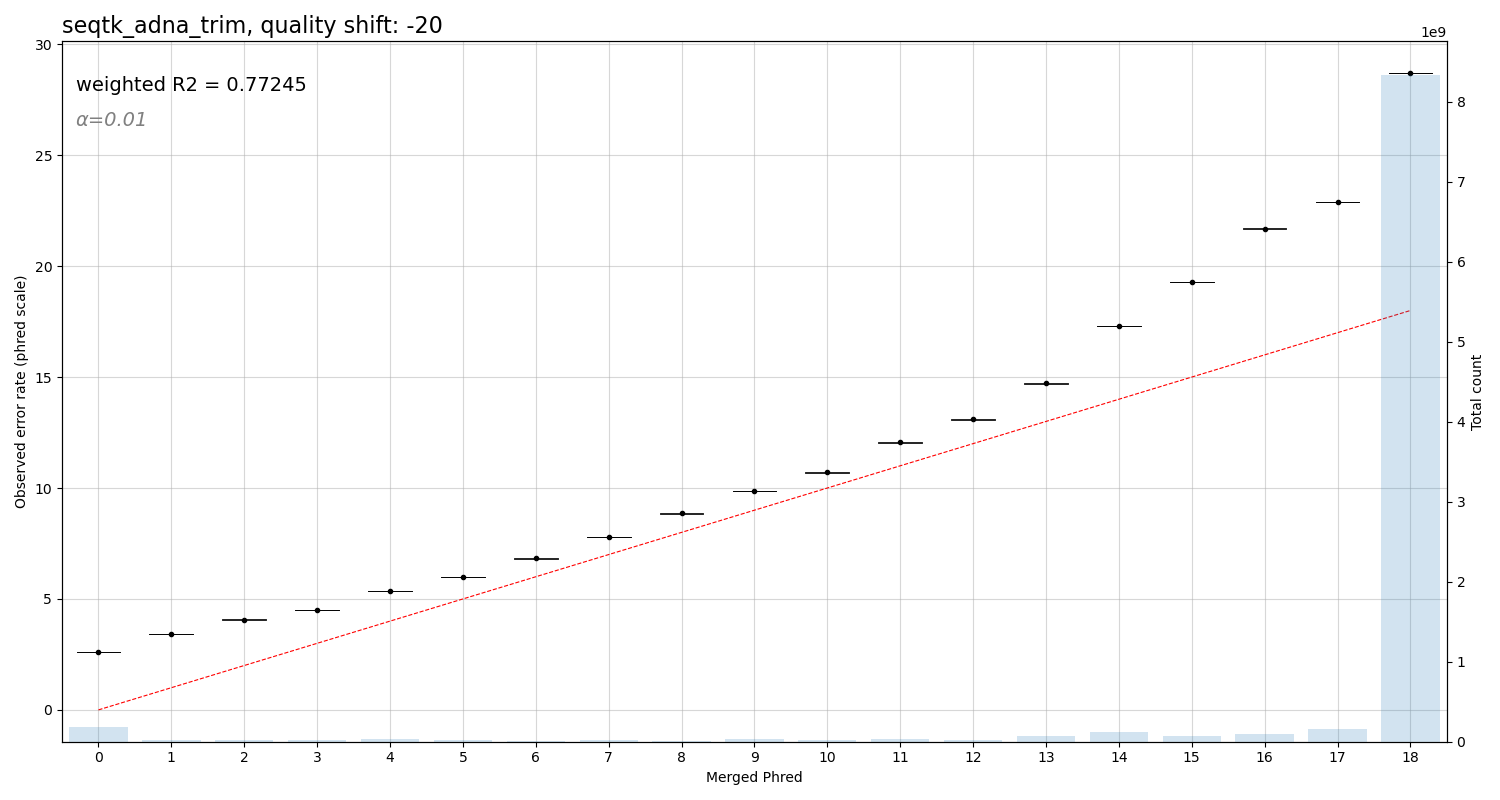 seqtk_adna_trim, quality shift: -20
1e9
weighted R2 = 0.77245
α=0.01
30
25
20
15
10
5
0
Observed error rate (phred scale)
8
7
6
5
4
3
2
1
0
Total count
0 1 2 3 4 5 6 7 8 9 10 11 12 13 14 15 16 17 18
Merged Phred